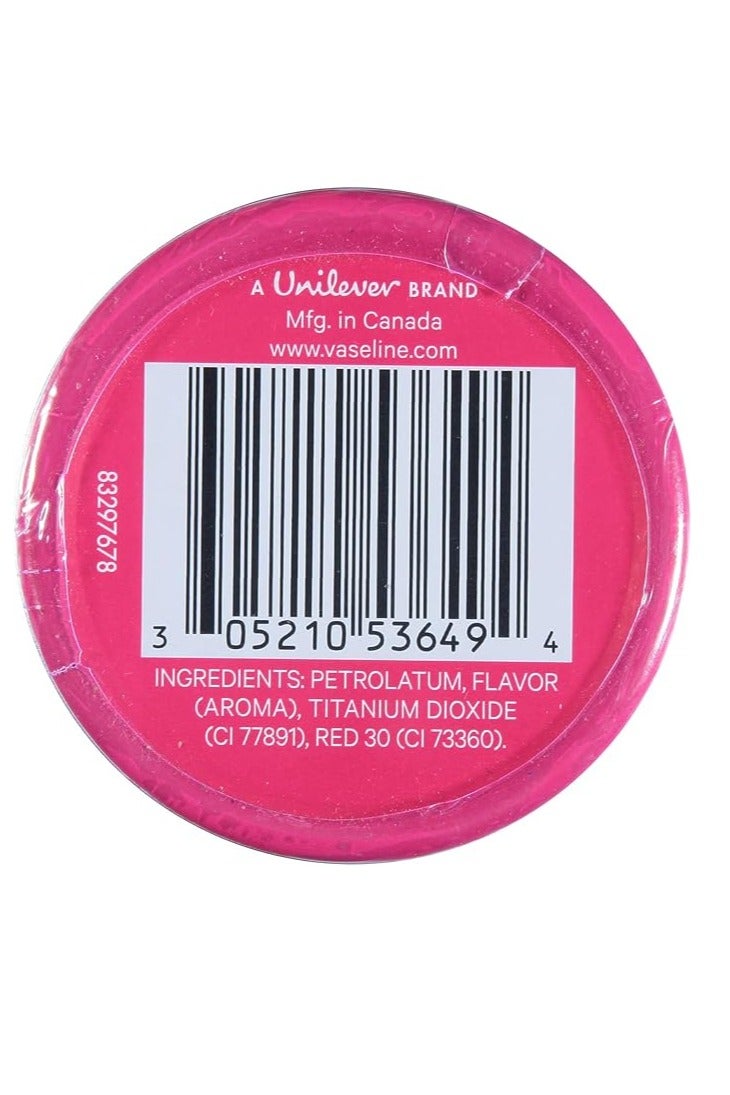 A Unilever BRAND
Mfg. in Canada
www.vaseline.com
83297678
3 05210 53649 4
INGREDIENTS: PETROLATUM, FLAVOR
(AROMA), TITANIUM DIOXIDE
(CI 77891), RED 30 (CI 73360).